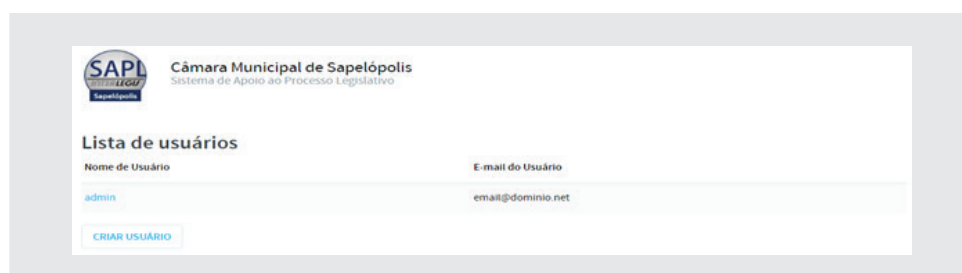 SAPL
INTERLEGIS
Sapelópolis
Câmara Municipal de Sapelópolis
Sistema de Apoio ao Processo Legislativo
Lista de usuários
Nome de Usuário E-mail do Usuário
admin email@dominio.net
CRIAR USUÁRIO